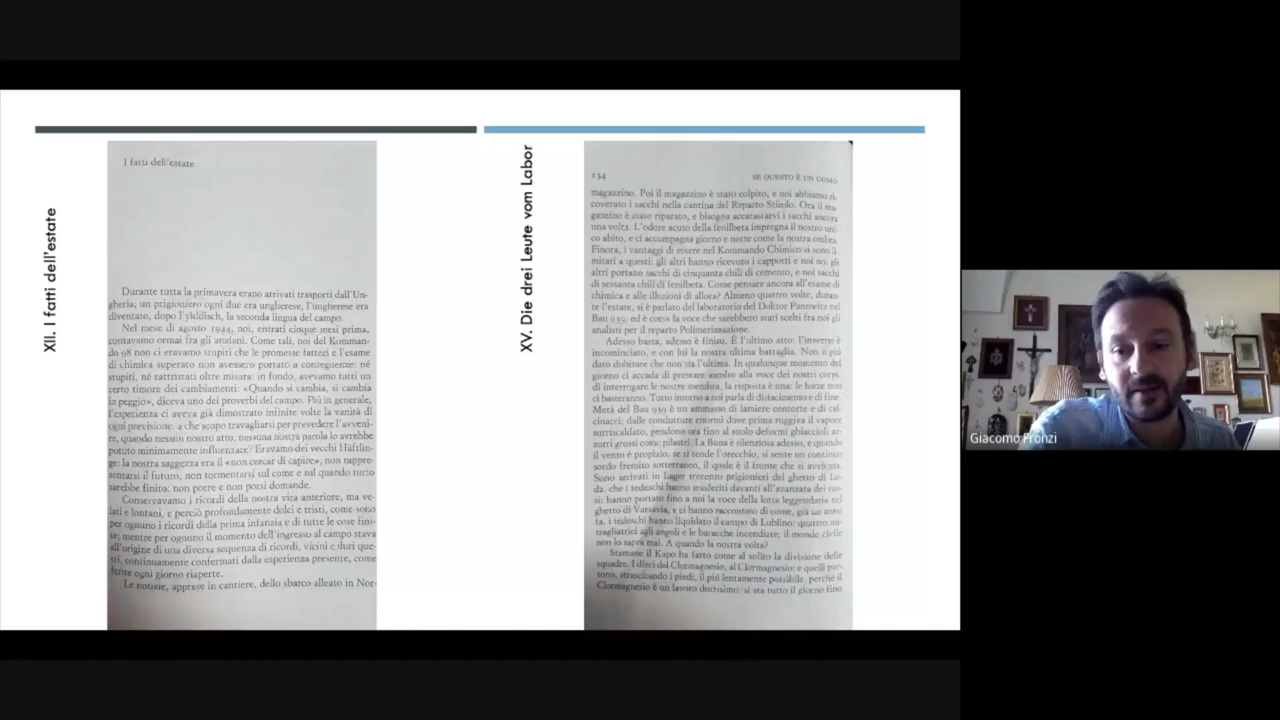 XII. I fatti dell'estate
I fatti dell'estate
Durante tutta la primavera erano arrivati trasporti dall'Un-
gheria; un prigioniero ogni due era ungherese, l'ungherese era
diventato, dopo l'yiddisch, la seconda lingua del campo.
Nel mese di agosto 1944, noi, entrati cinque mesi prima,
contavamo ormai fra gli anziani. Come tali, noi del Komman-
do 98 non ci eravamo stupiti che le promesse fatteci e l'esame
di chimica superato non avessero portato a conseguenze: né
stupiti, né rattristati oltre misura: in fondo, avevamo tutti un
certo timore dei cambiamenti: «Quando si cambia, si cambia
in peggio», diceva uno dei proverbi del campo. Piú in generale,
l'esperienza ci aveva già dimostrato infinite volte la vanità di
ogni previsione: a che scopo travagliarsi per prevedere l'avveni-
re, quando nessun nostro atto, nessuna nostra parola lo avrebbe
potuto minimamente influenzare? Eravamo dei vecchi Häftlin-
ge: la nostra saggezza era il «non cercar di capire», non rappre-
sentarsi il futuro, non tormentarsi sul come e sul quando tutto
sarebbe finito: non porre e non porsi domande.
Conservavamo i ricordi della nostra vita anteriore, ma ve-
lati e lontani, e perciò profondamente dolci e tristi, come sono
per ognuno i ricordi della prima infanzia e di tutte le cose fini-
te; mentre per ognuno il momento dell'ingresso al campo stava
all'origine di una diversa sequenza di ricordi, vicini e duri que-
sti, continuamente confermati dalla esperienza presente, come
ferite ogni giorno riaperte.
Le notizie, apprese in cantiere, dello sbarco alleato in Nor-
XV. Die drei Leute vom Labor
134 SE QUESTO È UN UOMO
magazzino. Poi il magazzino è stato colpito, e noi abbiamo ri-
coverato i sacchi nella cantina del Reparto Stirolo. Ora il ma-
gazzino è stato riparato, e bisogna accatastarvi i sacchi ancora
una volta. L'odore acuto della fenilbeta impregna il nostro uni-
co abito, e ci accompagna giorno e notte come la nostra ombra.
Finora, i vantaggi di essere nel Kommando Chimico si sono li-
mitati a questi: gli altri hanno ricevuto i cappotti e noi no; gli
altri portano sacchi di cinquanta chili di cemento, e noi sacchi
di sessanta chili di fenilbeta. Come pensare ancora all'esame di
chimica e alle illusioni di allora? Almeno quattro volte, duran-
te l'estate, si è parlato del laboratorio del Doktor Pannwitz nel
Bau 939, ed è corsa la voce che sarebbero stati scelti fra noi gli
analisti per il reparto Polimerizzazione.
Adesso basta, adesso è finito. È l'ultimo atto: l'inverno è
incominciato, e con lui la nostra ultima battaglia. Non è piú
dato dubitare che non sia l'ultima. In qualunque momento del
giorno ci accada di prestare ascolto alla voce dei nostri corpi,
di interrogare le nostre membra, la risposta è una: le forze non
ci basteranno. Tutto intorno a noi parla di disfacimento e di fine.
Metà del Bau 939 è un ammasso di lamiere contorte e di cal-
cinacci; dalle condutture enormi dove prima ruggiva il vapore
surriscaldato, pendono ora fino al suolo deformi ghiaccioli az-
zurri grossi come pilastri. La Buna è silenziosa adesso, e quando
il vento è propizio, se si tende l'orecchio, si sente un continuo
sordo fremito sotterraneo, il quale è il fronte che si avvicina.
Sono arrivati in Lager trecento prigionieri del ghetto di Lo-
dz, che i tedeschi hanno trasferiti davanti all'avanzata dei rus-
si: hanno portato fino a noi la voce della lotta leggendaria nel
ghetto di Varsavia, e ci hanno raccontato di come, già un anno
fa, i tedeschi hanno liquidato il campo di Lublino: quattro mi-
tragliatrici agli angoli e le baracche incendiate; il mondo civile
non lo saprà mai. A quando la nostra volta?
Stamane il Kapo ha fatto come al solito la divisione delle
squadre. I dieci del Clormagnesio, al Clormagnesio: e quelli par-
tono, strascicando i piedi, il piú lentamente possibile, perché il
Clormagnesio è un lavoro durissimo: si sta tutto il giorno fino
Giacomo Fronzi